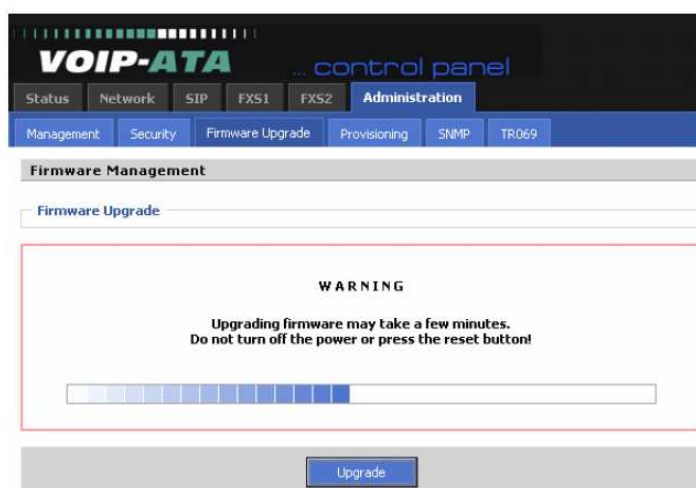 VOIP-ATA
... control panel
Status Network SIP FXS1 FXS2 Administration
Management Security Firmware Upgrade Provisioning SNMP TR069
Firmware Management
Firmware Upgrade
WARNING
Upgrading firmware may take a few minutes.
Do not turn off the power or press the reset button!
Upgrade